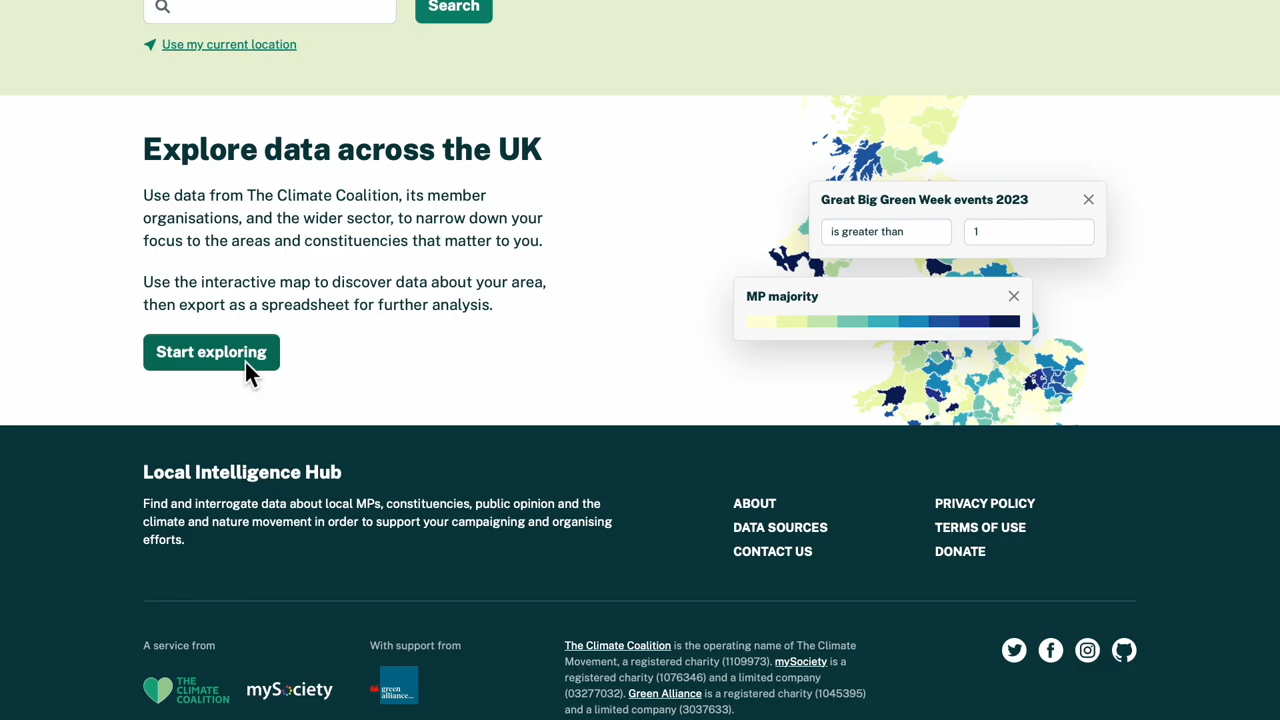 Search
Use my current location
Explore data across the UK
Use data from The Climate Coalition, its member
organisations, and the wider sector, to narrow down your
focus to the areas and constituencies that matter to you.
Use the interactive map to discover data about your area,
then export as a spreadsheet for further analysis.
Start exploring
Great Big Green Week events 2023
is greater than
1
MP majority
Local Intelligence Hub
Find and interrogate data about local MPs, constituencies, public opinion and the
climate and nature movement in order to support your campaigning and organising
efforts.
ABOUT
DATA SOURCES
CONTACT US
PRIVACY POLICY
TERMS OF USE
DONATE
A service from
THE
CLIMATE
COALITION
mySociety
With support from
green
alliance...
The Climate Coalition is the operating name of The Climate
Movement, a registered charity (1109973). mySociety is a
registered charity (1076346) and a limited company
(03277032). Green Alliance is a registered charity (1045395)
and a limited company (3037633).